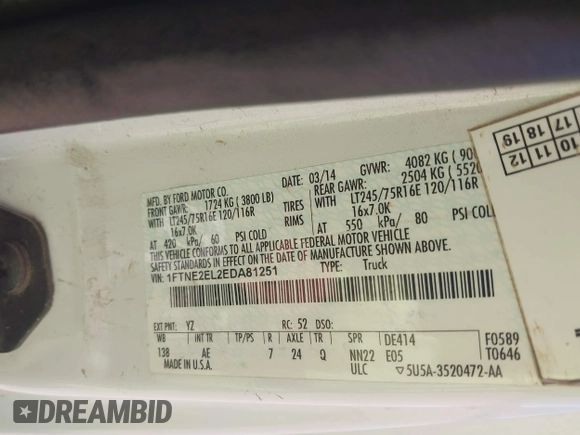 MFD. BY FORD MOTOR CO.
DATE: 03/14
GVWR: 4082 KG
FRONT GAWR: 1724 KG (3800 LB)
REAR GAWR: 2504 KG
WITH LT245/75R16E 120/116R TIRES
WITH LT245/75R16E 120/116R
16x7.0K RIMS
16x7.0K
AT 420 kPa/ 60 PSI COLD
AT 550 kPa/ 80 PSI COLD
THIS VEHICLE CONFORMS TO ALL APPLICABLE FEDERAL MOTOR VEHICLE
SAFETY STANDARDS IN EFFECT ON THE DATE OF MANUFACTURE SHOWN ABOVE.
VIN: 1FTNE2EL2EDA81251
TYPE: Truck
EXT PNT: YZ RC: 52 DSO:
WB INT TR TP/PS R AXLE TR SPR DE414 F0589
138 AE 7 24 Q NN22 E05 T0646
MADE IN U.S.A. ULC 5U5A-3520472-AA
10 11 12
17 18 19
DREAMBID